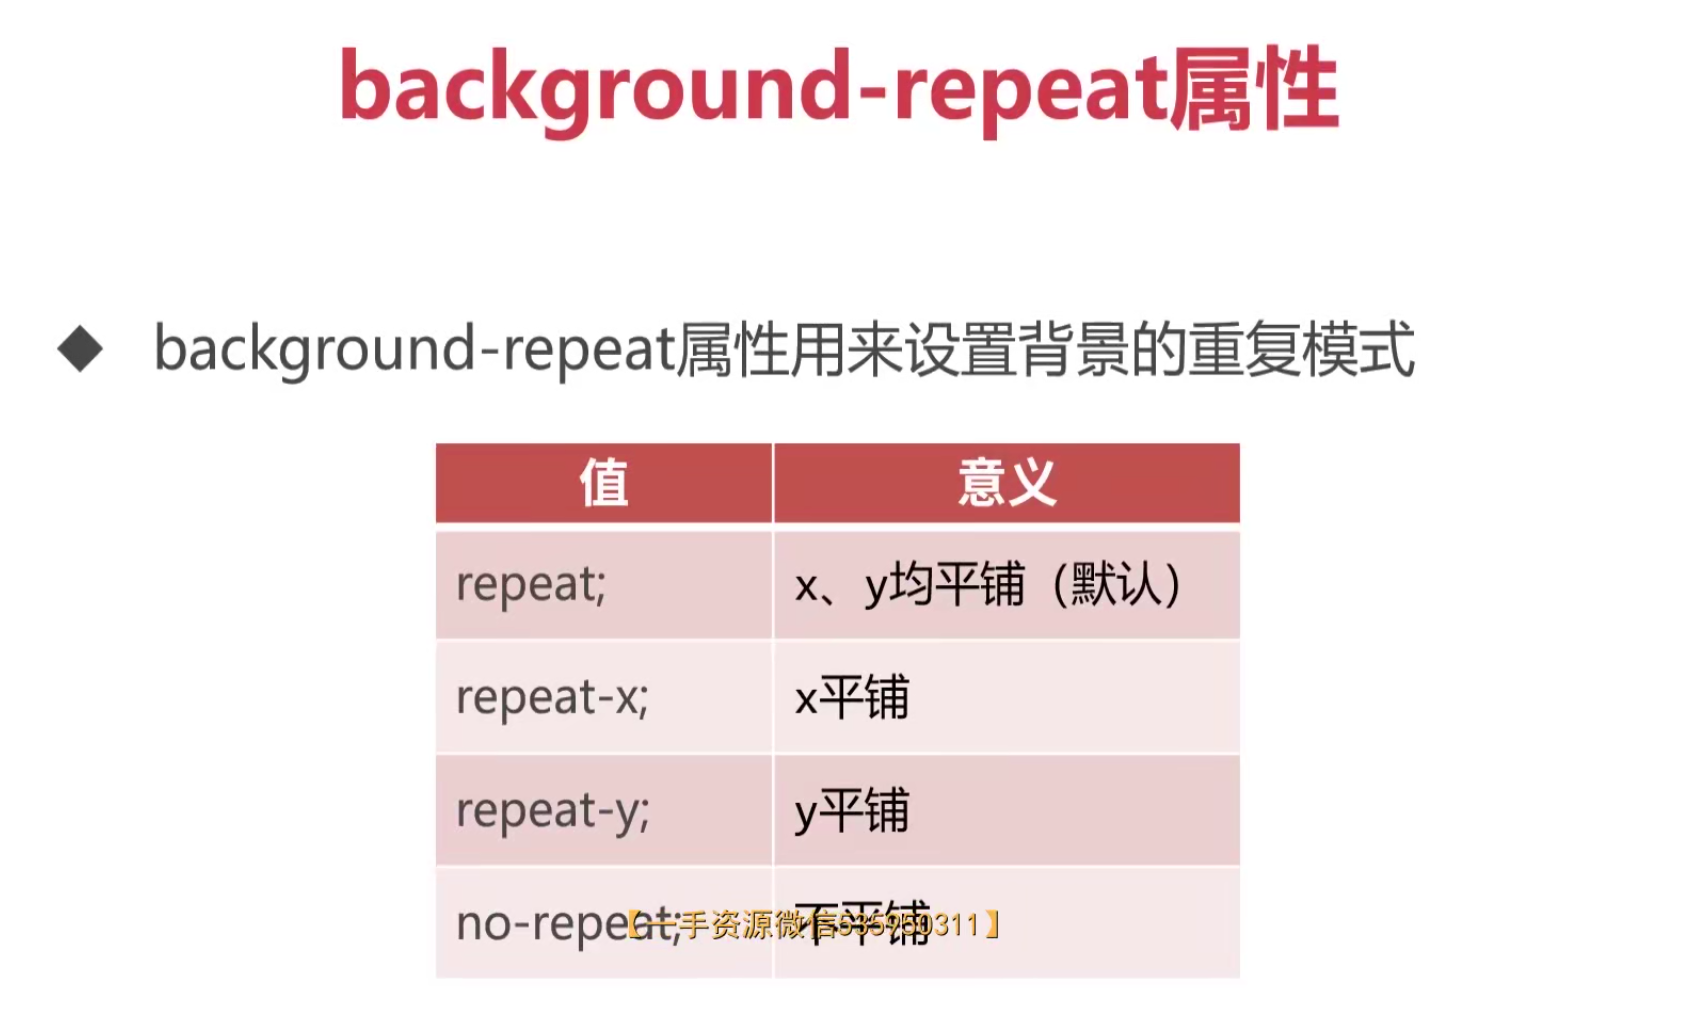 background-repeat属性
◆ background-repeat属性用来设置背景的重复模式
值 意义
repeat; x、y均平铺（默认）
repeat-x; x平铺
repeat-y; y平铺
no-repeat; 不平铺
【一手资源微信535950311】